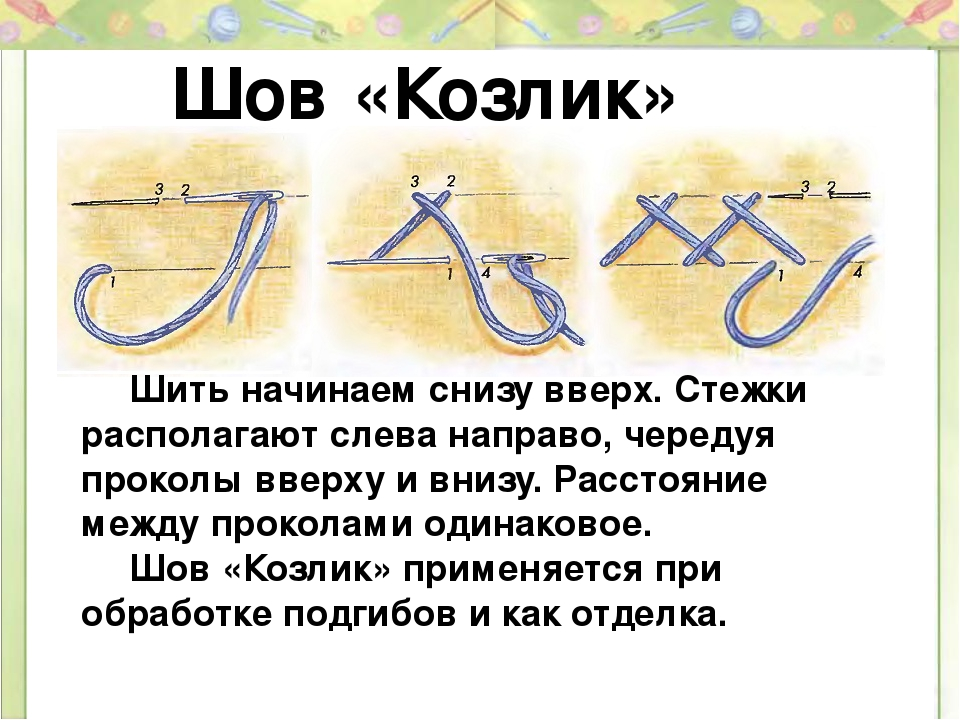 Шов «Козлик»
3 2
1
3 2
1 4
3 2
1 4
Шить начинаем снизу вверх. Стежки
располагают слева направо, чередуя
проколы вверху и внизу. Расстояние
между проколами одинаковое.
Шов «Козлик» применяется при
обработке подгибов и как отделка.